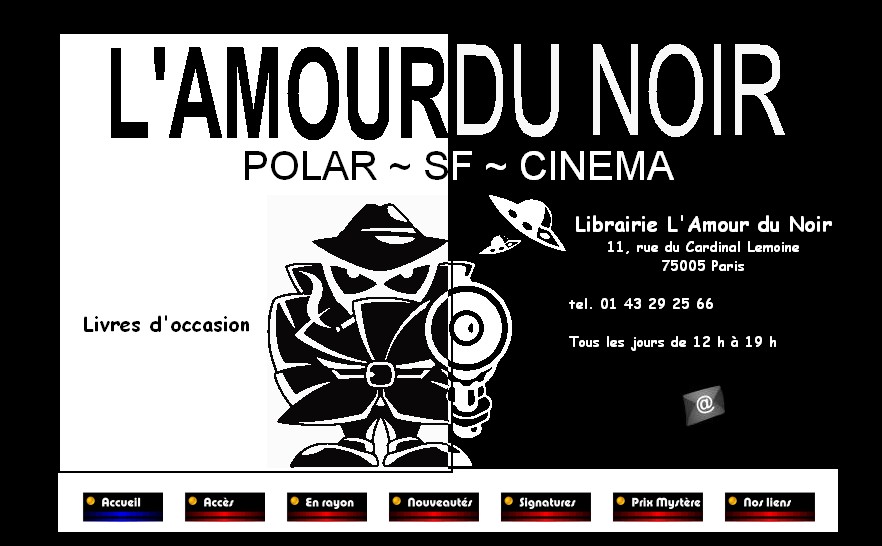 L'AMOUR DU NOIR
POLAR ~ SF ~ CINEMA
Librairie L'Amour du Noir
11, rue du Cardinal Lemoine
75005 Paris
tel. 01 43 29 25 66
Livres d'occasion
Tous les jours de 12 h à 19 h
@
Accueil
Accès
En rayon
Nouveautés
Signatures
Prix Mystère
Nos liens